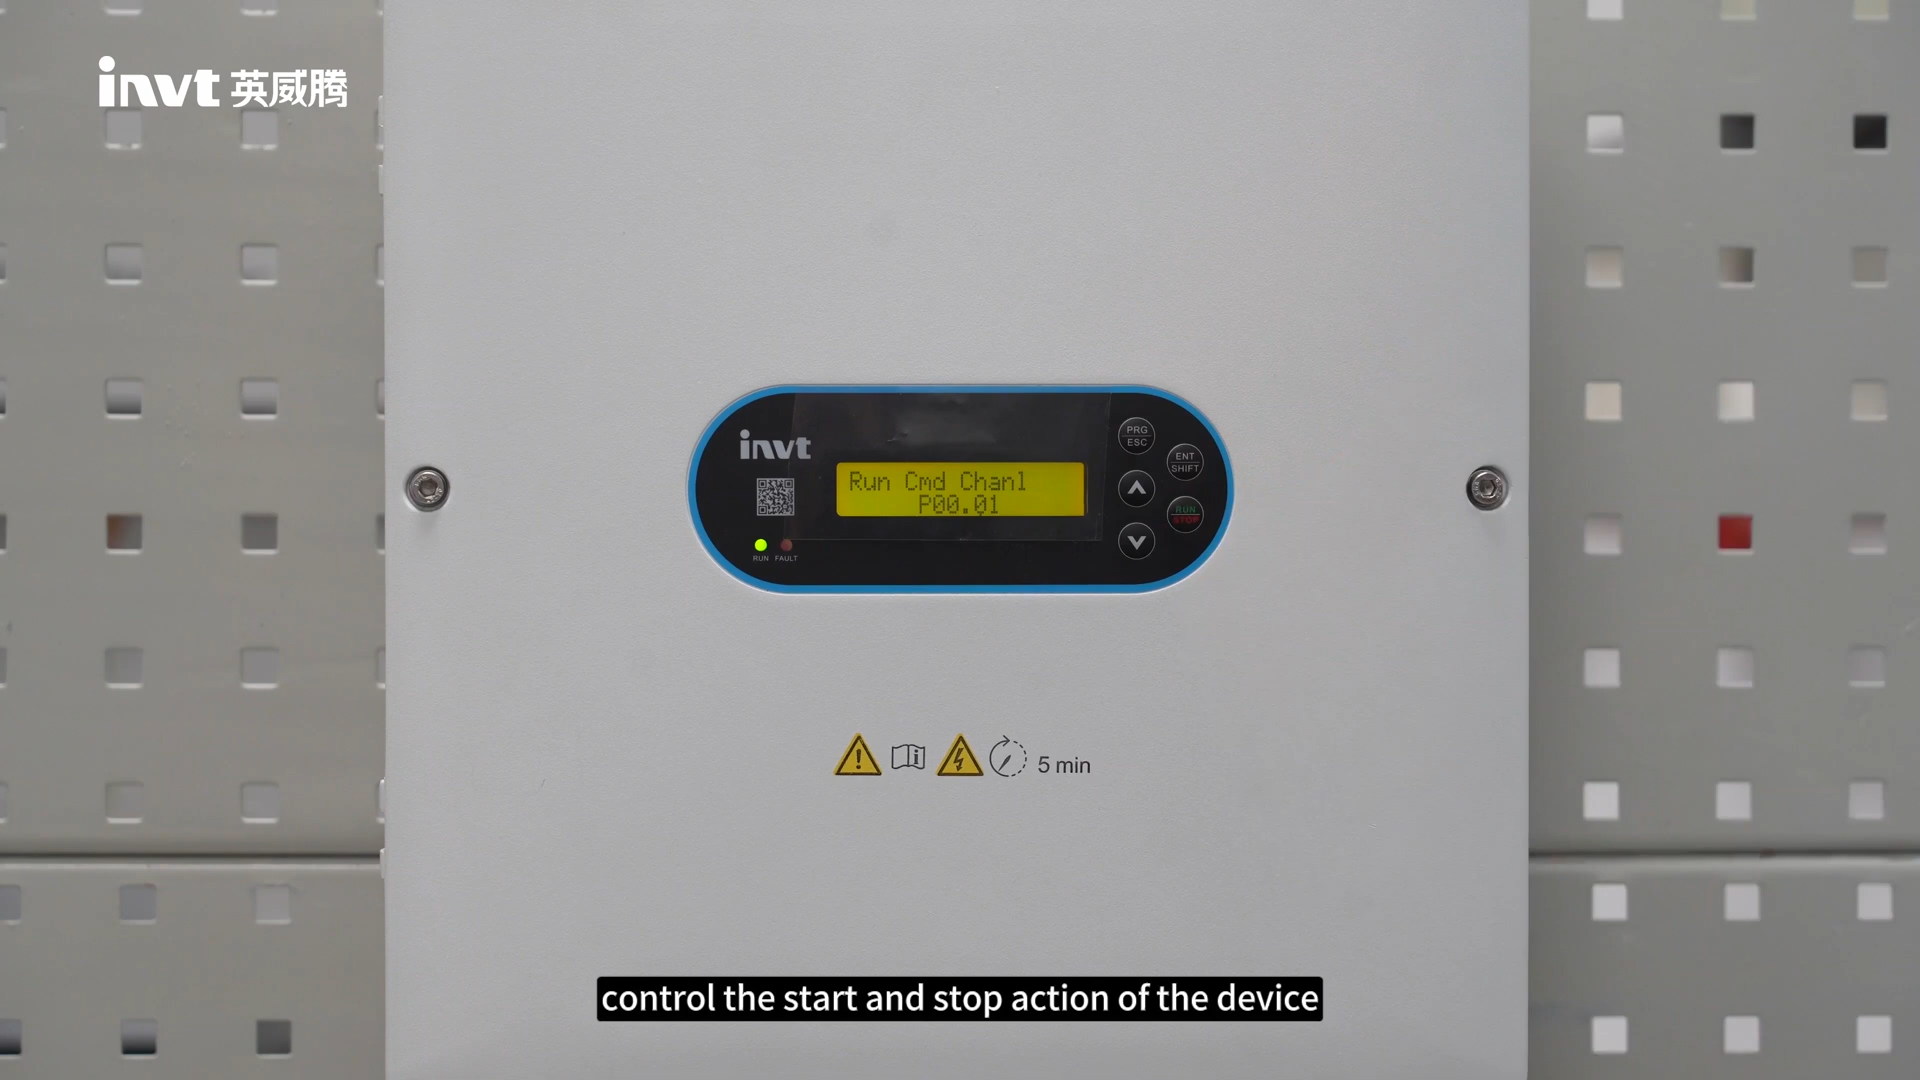 invt 英威腾
invt
Run Cmd Chanl
P00.01
RUN FAULT
PRG
ESC
ENT
SHIFT
RUN
STOP
5 min
control the start and stop action of the device